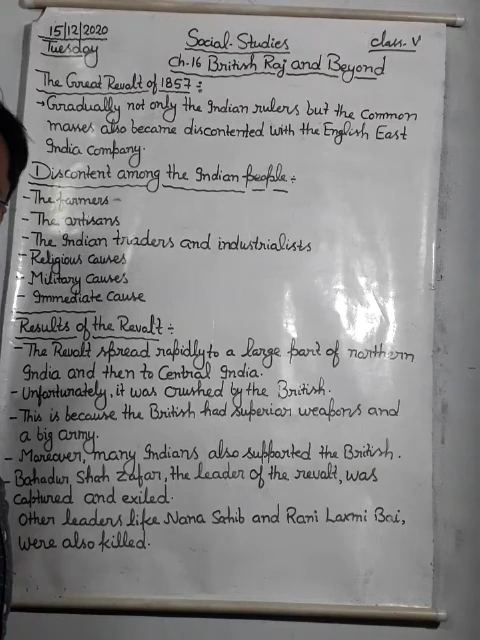 15/12/2020
Tuesday
Social-Studies
class-V
Ch.16 British Raj and Beyond
The Great Revolt of 1857:
→Gradually not only the Indian rulers but the common
masses also became discontented with the English East
India company.
Discontent among the Indian people:-
- The farmers -
- The artisans
- The Indian traders and industrialists
- Religious causes
- Military causes
- Immediate cause
Results of the Revolt:-
- The Revolt spread rapidly to a large part of northern
India and then to Central India.
- Unfortunately, it was crushed by the British.
- This is because the British had superior weapons and
a big army.
- Moreover, many Indians also supported the British.
- Bahadur Shah Zafar, the leader of the revolt, was
captured and exiled.
Other leaders like Nana Sahib and Rani Laxmi Bai,
were also killed.